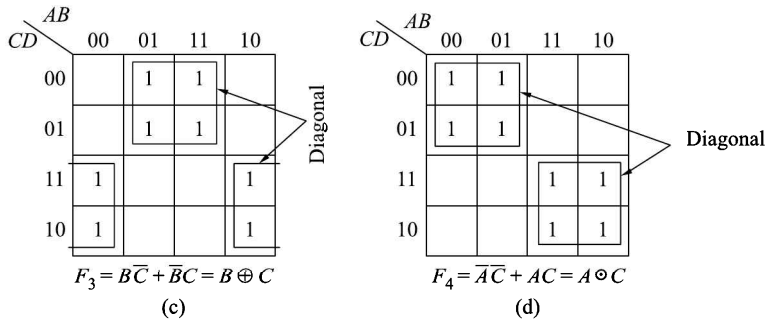 AB
CD
00 01 11 10
00 1 1
01 1 1
11 1 1
10 1 1
Diagonal
F₃ = BC̅ + B̅C = B ⊕ C
(c)
AB
CD
00 01 11 10
00 1 1
01 1 1
11 1 1
10 1 1
Diagonal
F₄ = A̅C̅ + AC = A ⊙ C
(d)